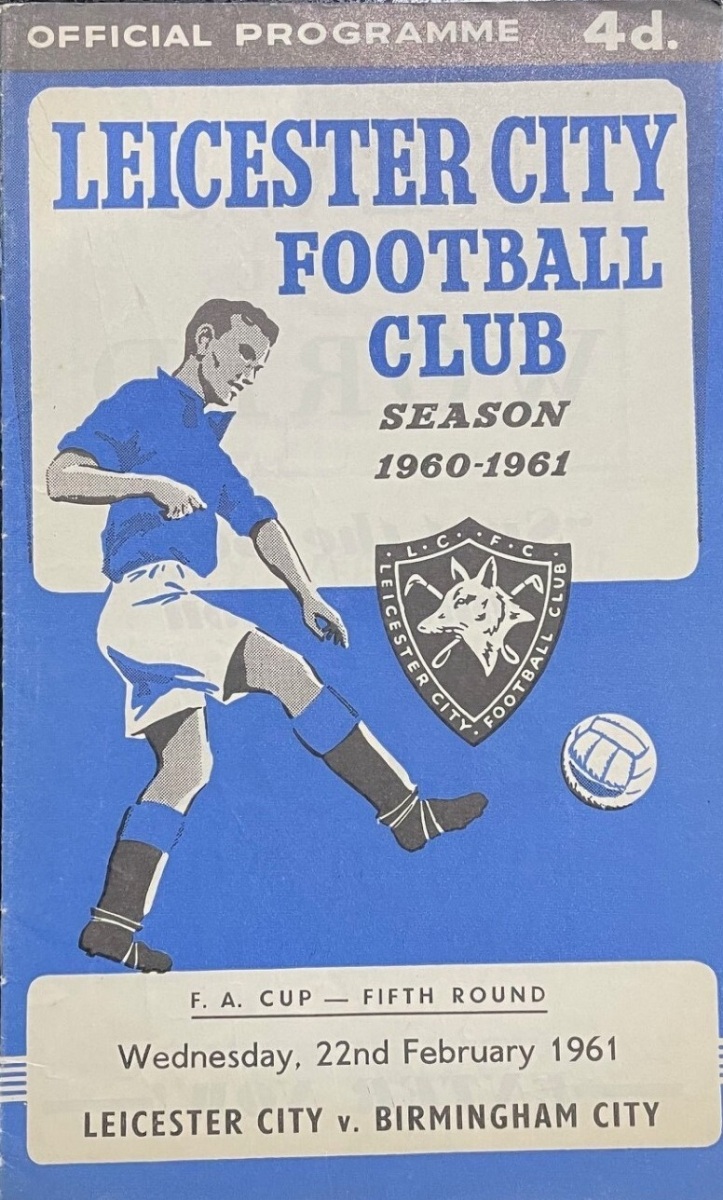 OFFICIAL PROGRAMME 4d.
LEICESTER CITY
FOOTBALL
CLUB
SEASON
1960-1961
· L · C · F · C ·
LEICESTER CITY · FOOTBALL CLUB
F. A. CUP — FIFTH ROUND
Wednesday, 22nd February 1961
LEICESTER CITY v. BIRMINGHAM CITY